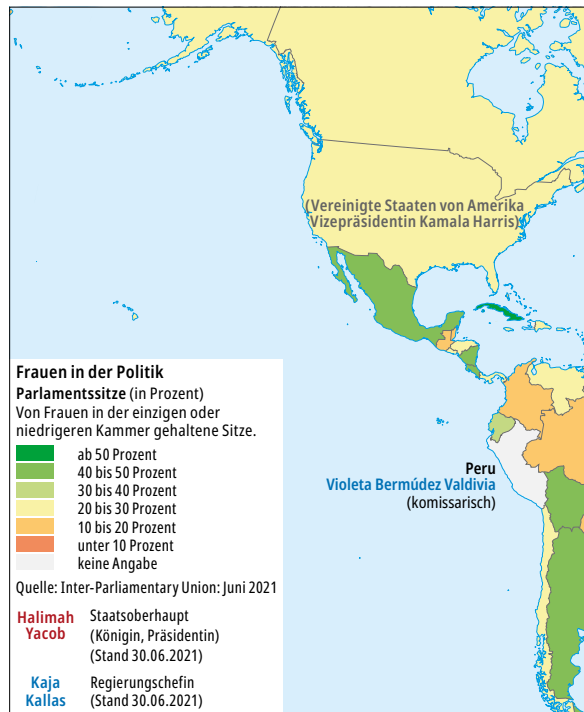 (Vereinigte Staaten von Amerika
Vizepräsidentin Kamala Harris)
Peru
Violeta Bermúdez Valdivia
(komissarisch)
Frauen in der Politik
Parlamentssitze (in Prozent)
Von Frauen in der einzigen oder
niedrigeren Kammer gehaltene Sitze.
ab 50 Prozent
40 bis 50 Prozent
30 bis 40 Prozent
20 bis 30 Prozent
10 bis 20 Prozent
unter 10 Prozent
keine Angabe
Quelle: Inter-Parliamentary Union: Juni 2021
Halimah
Yacob
Staatsoberhaupt
(Königin, Präsidentin)
(Stand 30.06.2021)
Kaja
Kallas
Regierungschefin
(Stand 30.06.2021)